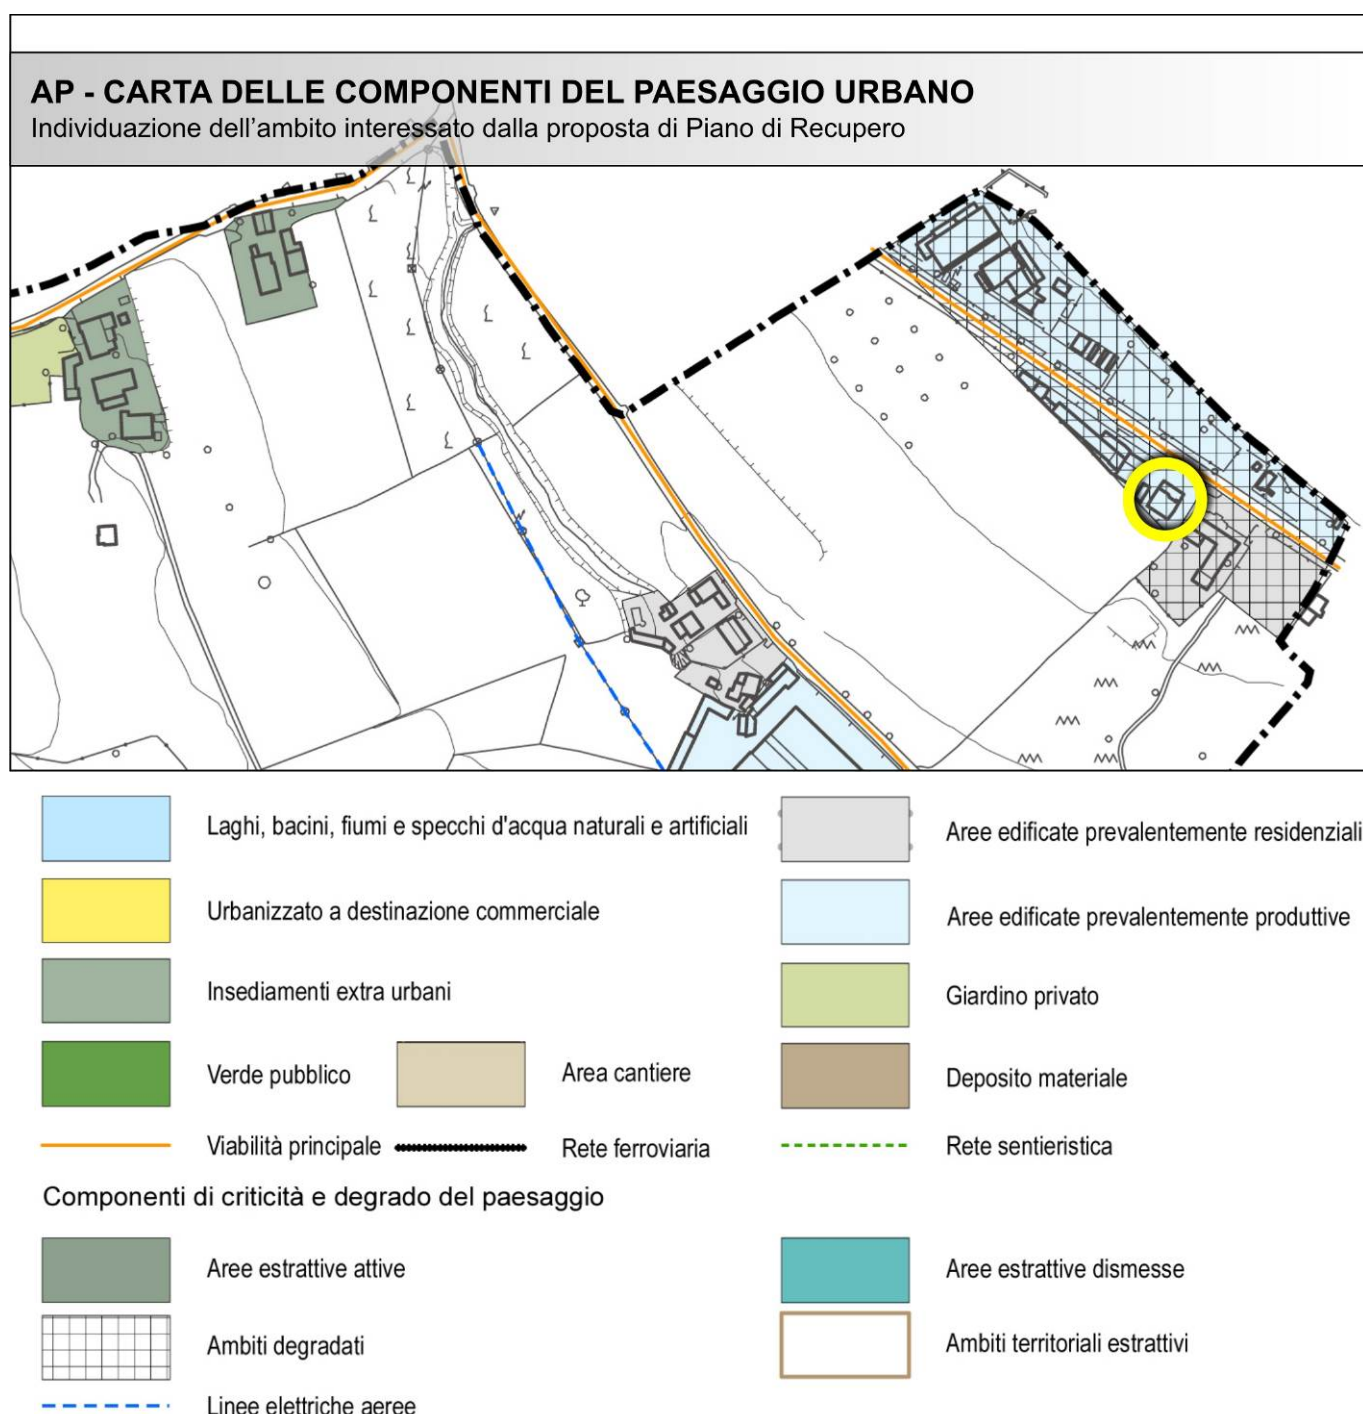 AP - CARTA DELLE COMPONENTI DEL PAESAGGIO URBANO
Individuazione dell'ambito interessato dalla proposta di Piano di Recupero
Laghi, bacini, fiumi e specchi d'acqua naturali e artificiali
Aree edificate prevalentemente residenziali
Urbanizzato a destinazione commerciale
Aree edificate prevalentemente produttive
Insediamenti extra urbani
Giardino privato
Verde pubblico
Area cantiere
Deposito materiale
Viabilità principale
Rete ferroviaria
Rete sentieristica
Componenti di criticità e degrado del paesaggio
Aree estrattive attive
Aree estrattive dismesse
Ambiti degradati
Ambiti territoriali estrattivi
Linee elettriche aeree